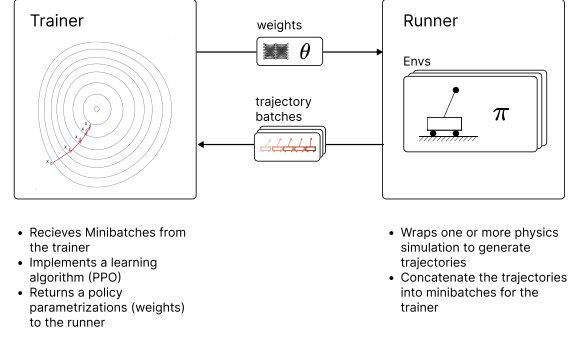 Trainer
weights
θ
Runner
Envs
π
trajectory
batches
• Recieves Minibatches from
the trainer
• Implements a learning
algorithm (PPO)
• Returns a policy
parametrizations (weights)
to the runner
• Wraps one or more physics
simulation to generate
trajectories
• Concatenate the trajectories
into minibatches for the
trainer